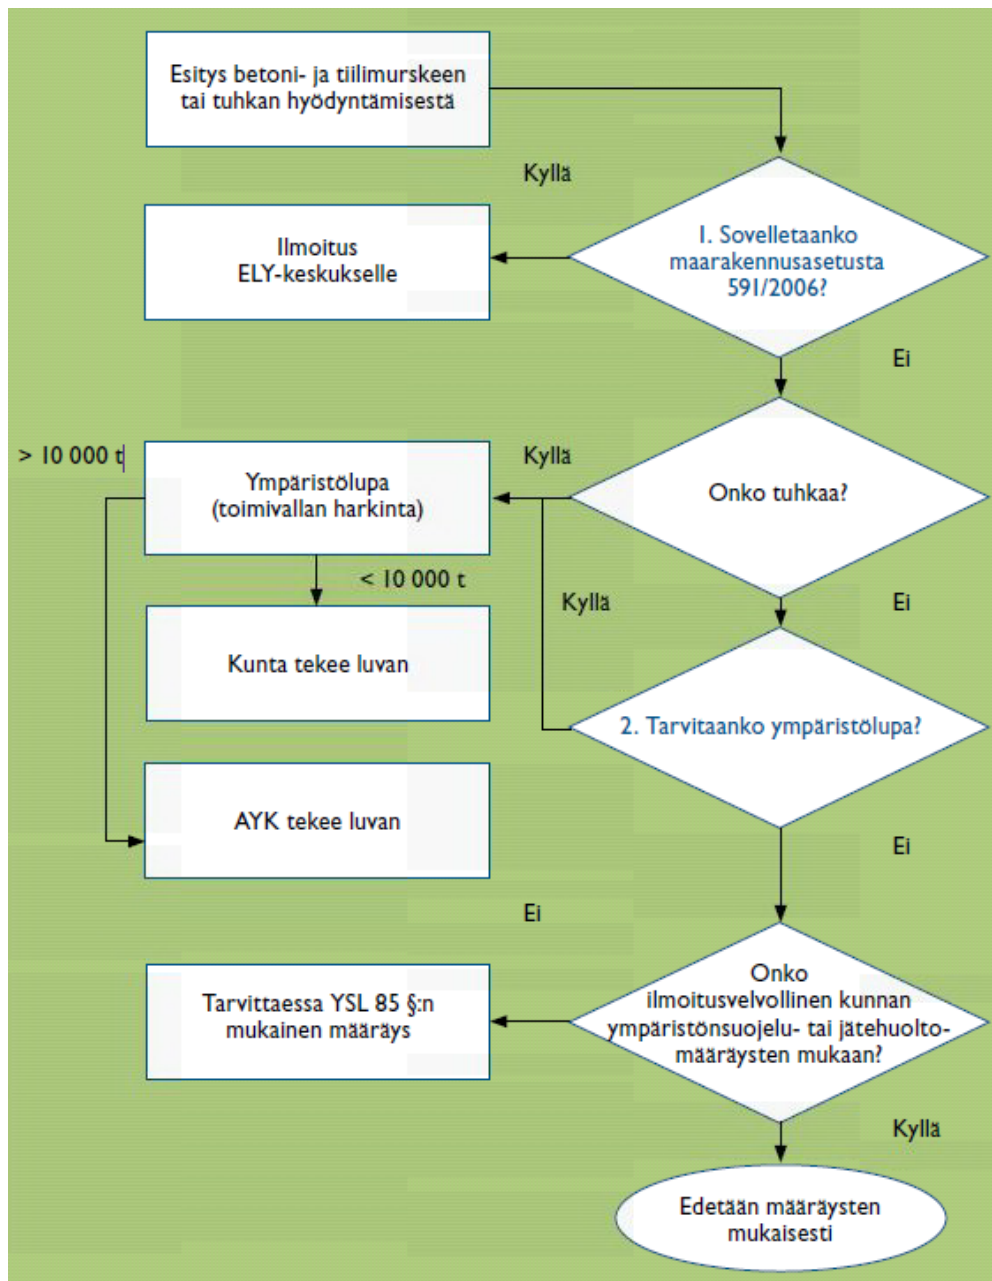 Esitys betoni- ja tiilimurskeen
tai tuhkan hyödyntämisestä
Kyllä
1. Sovelletaanko
maarakennusasetusta
591/2006?
Ilmoitus
ELY-keskukselle
Ei
> 10 000 t
Ympäristölupa
(toimivallan harkinta)
Kyllä
Onko tuhkaa?
< 10 000 t
Kyllä
Ei
Kunta tekee luvan
2. Tarvitaanko ympäristölupa?
AYK tekee luvan
Ei
Ei
Tarvittaessa YSL 85 §:n
mukainen määräys
Onko
ilmoitusvelvollinen kunnan
ympäristönsuojelu- tai jätehuolto-
määräysten mukaan?
Kyllä
Edetään määräysten
mukaisesti